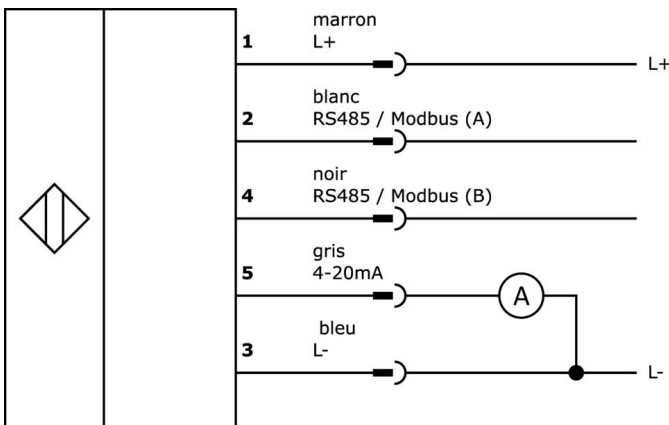 marron
1 L+
L+
blanc
2 RS485 / Modbus (A)
noir
4 RS485 / Modbus (B)
gris
5 4-20mA
A
bleu
3 L-
L-